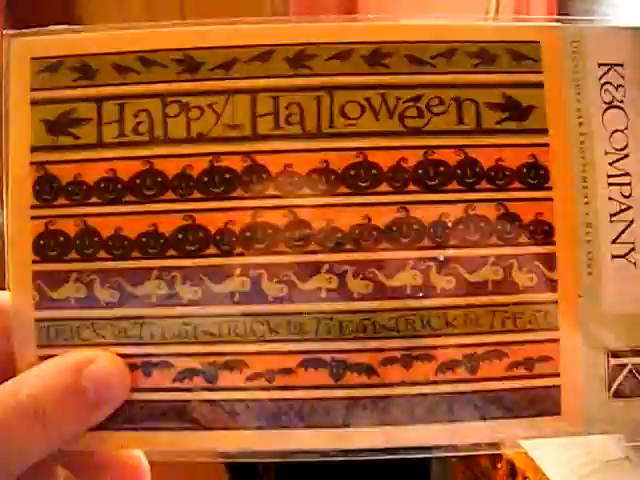 Happy Halloween
TRICK OR TREAT TRICK OR TREAT TRICK OR TREAT
K&COMPANY
K